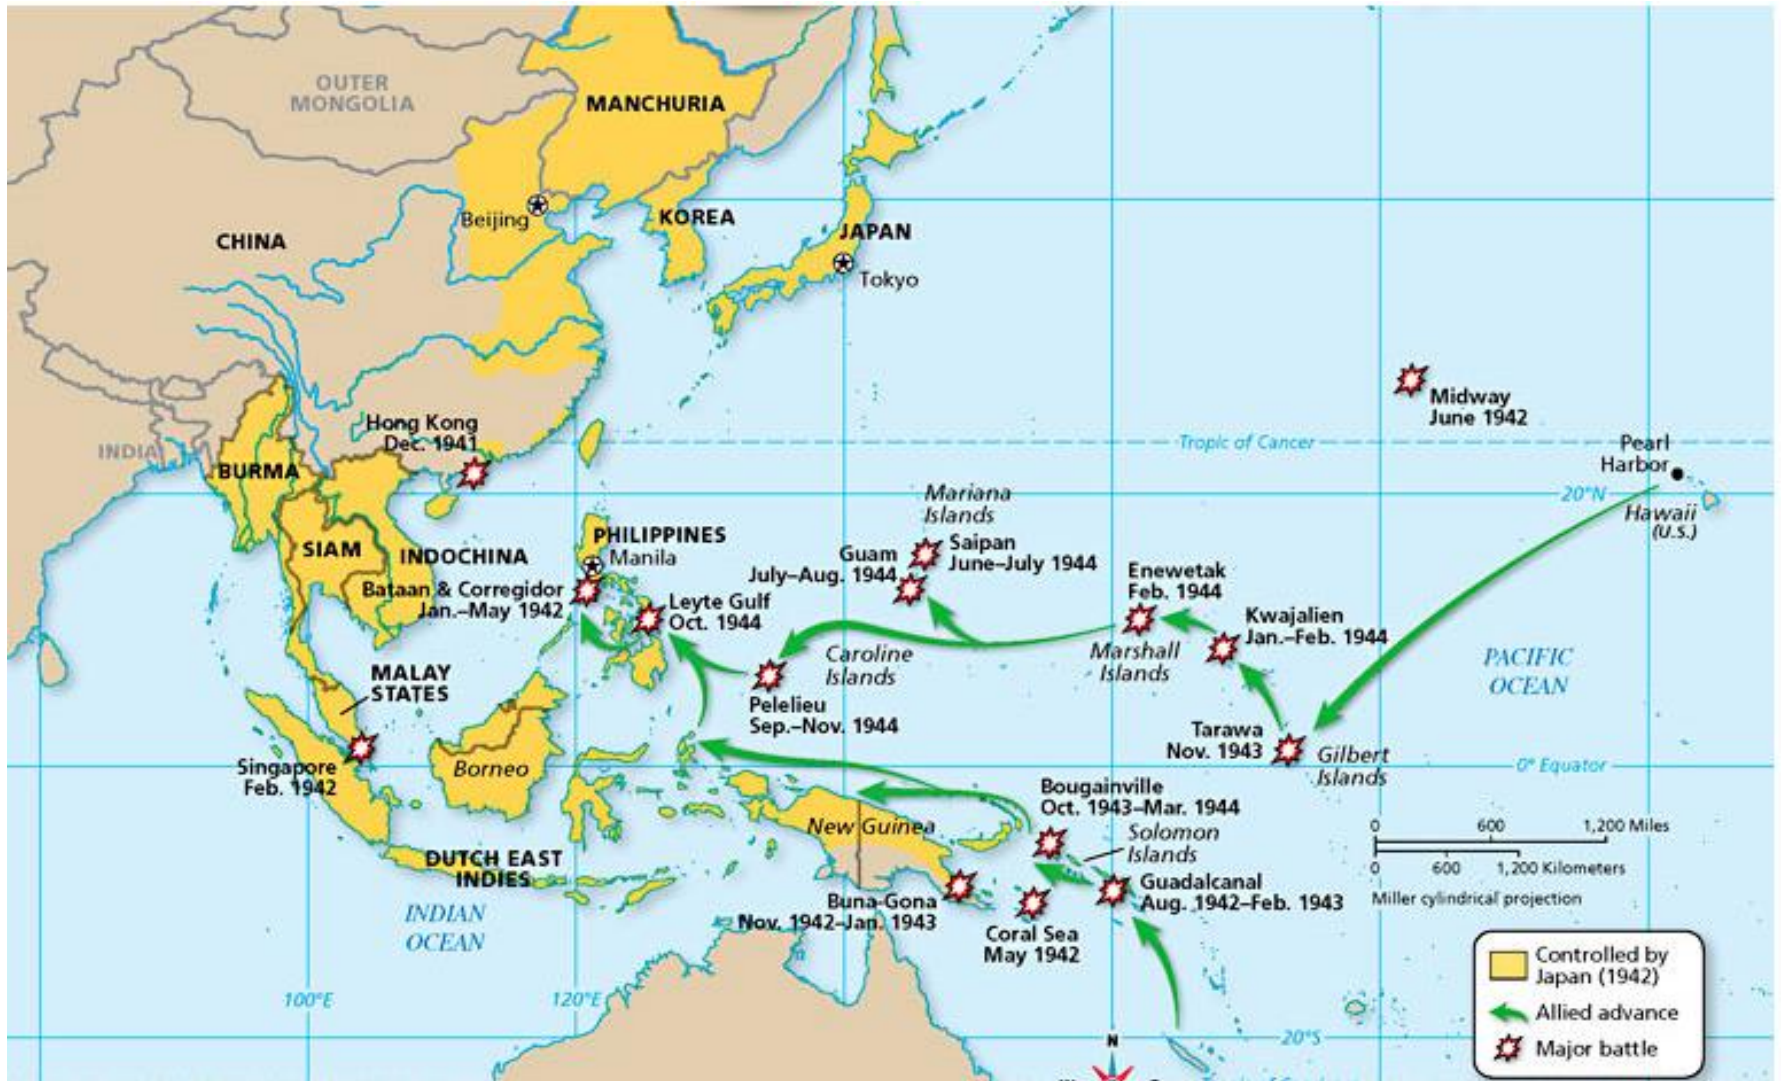 OUTER
MONGOLIA
MANCHURIA
Beijing
KOREA
CHINA
JAPAN
Tokyo
Midway
June 1942
Hong Kong
Dec. 1941
Tropic of Cancer
Pearl
Harbor
INDIA
BURMA
20°N
Hawaii
(U.S.)
Mariana
Islands
PHILIPPINES
Manila
SIAM
INDOCHINA
Guam
July–Aug. 1944
Saipan
June–July 1944
Enewetak
Feb. 1944
Bataan & Corregidor
Jan.–May 1942
Leyte Gulf
Oct. 1944
Kwajalien
Jan.–Feb. 1944
Caroline
Islands
Marshall
Islands
PACIFIC
OCEAN
MALAY
STATES
Pelelieu
Sep.–Nov. 1944
Tarawa
Nov. 1943
Gilbert
Islands
Singapore
Feb. 1942
Borneo
0° Equator
Bougainville
Oct. 1943–Mar. 1944
New Guinea
Solomon
Islands
0 600 1,200 Miles
0 600 1,200 Kilometers
Miller cylindrical projection
DUTCH EAST
INDIES
Buna-Gona
Nov. 1942–Jan. 1943
Guadalcanal
Aug. 1942–Feb. 1943
INDIAN
OCEAN
Coral Sea
May 1942
Controlled by
Japan (1942)
Allied advance
Major battle
100°E
120°E
N
20°S